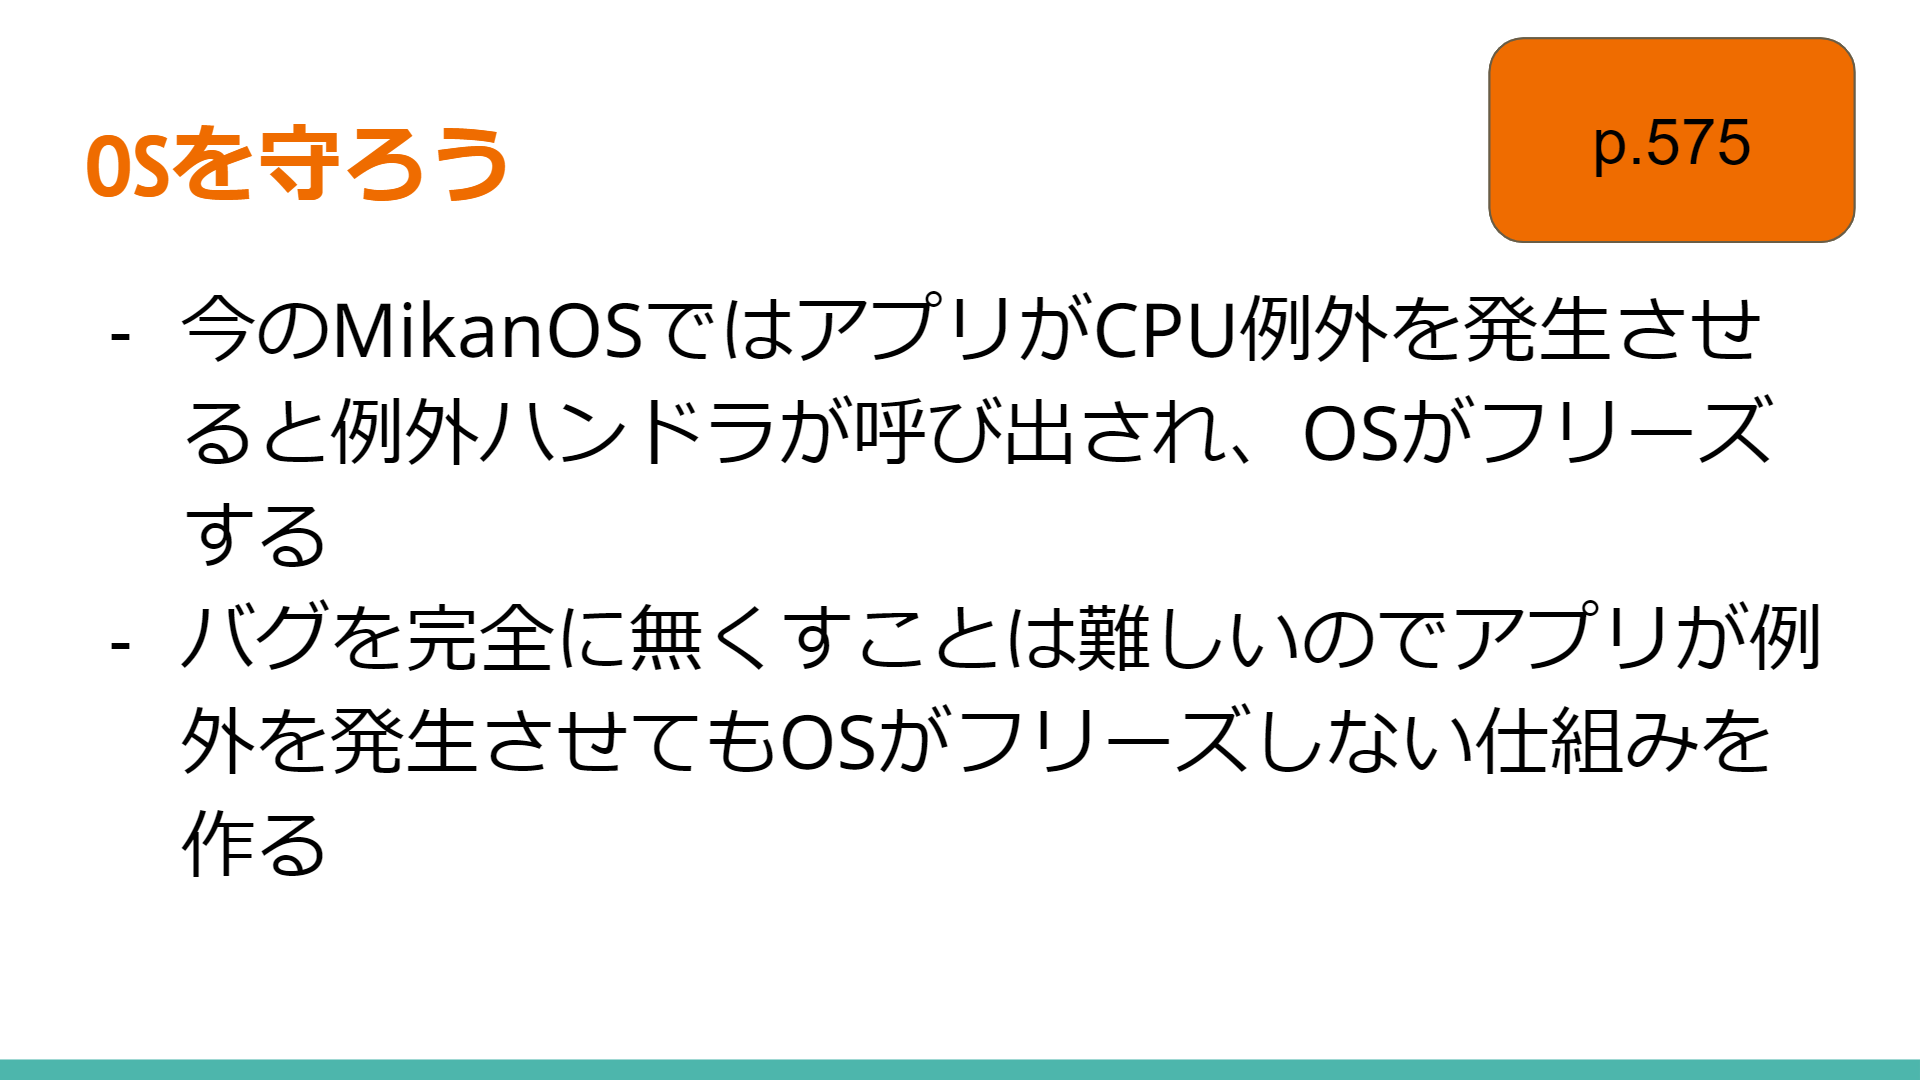 OSを守ろう
p.575
- 今のMikanOSではアプリがCPU例外を発生させ
ると例外ハンドラが呼び出され、OSがフリーズ
する
- バグを完全に無くすことは難しいのでアプリが例
外を発生させてもOSがフリーズしない仕組みを
作る